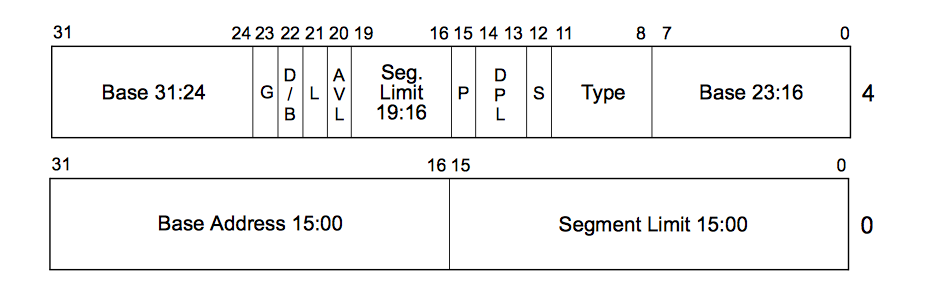 31 24 23 22 21 20 19 16 15 14 13 12 11 8 7 0
Base 31:24 G D/B L AVL Seg. Limit 19:16 P DPL S Type Base 23:16 4
31 16 15 0
Base Address 15:00 Segment Limit 15:00 0